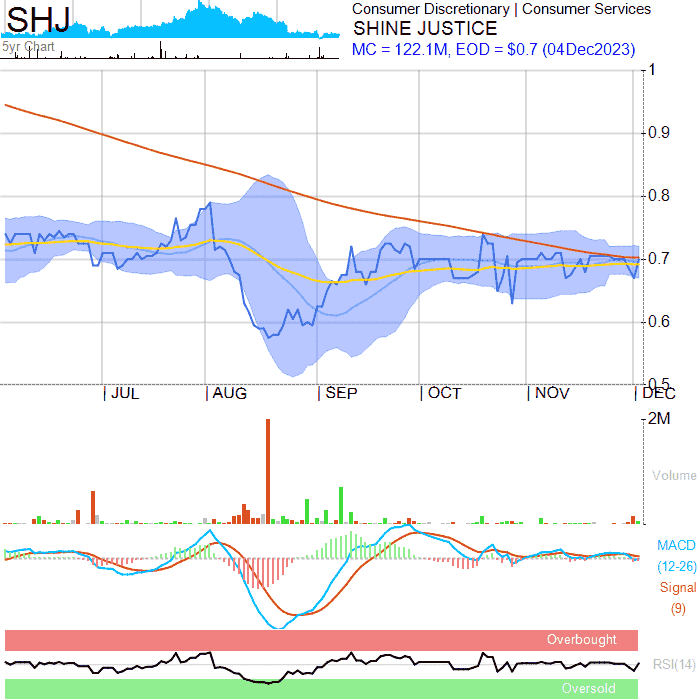 SHJ
Consumer Discretionary | Consumer Services
SHINE JUSTICE
MC = 122.1M, EOD = $0.7 (04Dec2023)
5yr Chart
1
0.9
0.8
0.7
0.6
0.5
JUL AUG SEP OCT NOV DEC
2M
Volume
MACD
(12-26)
Signal
(9)
Overbought
RSI(14)
Oversold